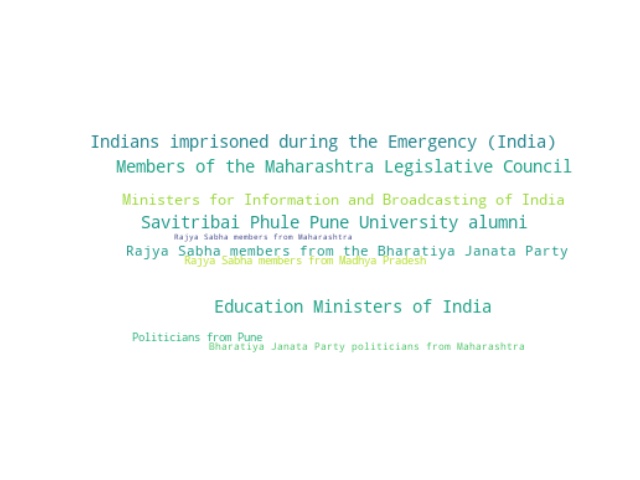 Indians imprisoned during the Emergency (India)
Members of the Maharashtra Legislative Council
Ministers for Information and Broadcasting of India
Savitribai Phule Pune University alumni
Rajya Sabha members from Maharashtra
Rajya Sabha members from the Bharatiya Janata Party
Rajya Sabha members from Madhya Pradesh
Education Ministers of India
Politicians from Pune
Bharatiya Janata Party politicians from Maharashtra